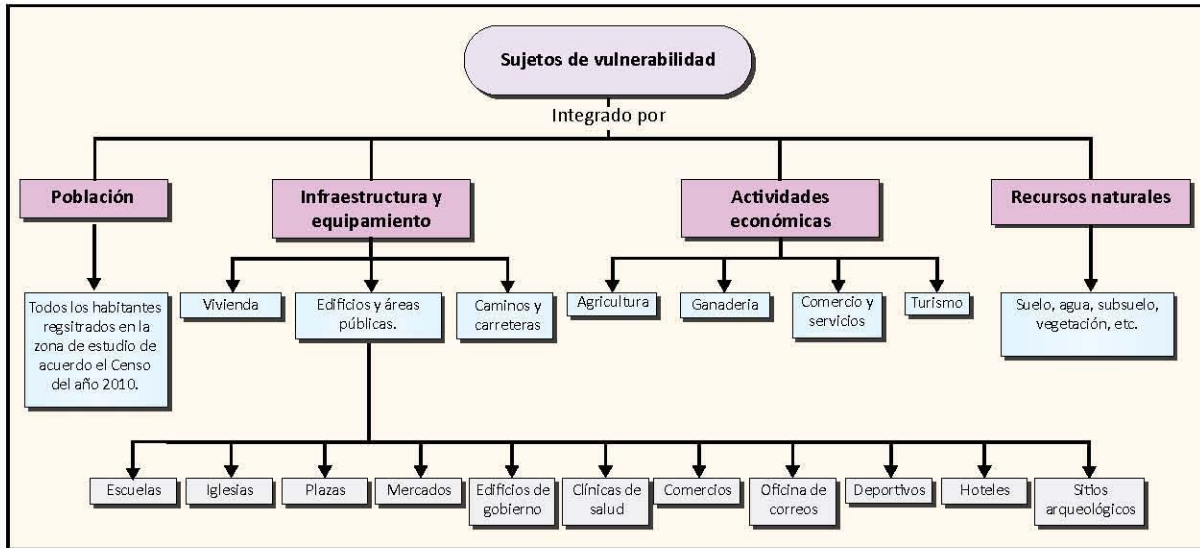 Sujetos de vulnerabilidad
Integrado por
Población
Infraestructura y
equipamiento
Actividades
económicas
Recursos naturales
Todos los habitantes
regsitrados en la
zona de estudio de
acuerdo el Censo
del año 2010.
Vivienda
Edificios y áreas
públicas.
Caminos y
carreteras
Agricultura
Ganaderia
Comercio y
servicios
Turismo
Suelo, agua, subsuelo,
vegetación, etc.
Escuelas
Iglesias
Plazas
Mercados
Edificios de
gobierno
Clínicas de
salud
Comercios
Oficina de
correos
Deportivos
Hoteles
Sitios
arqueológicos